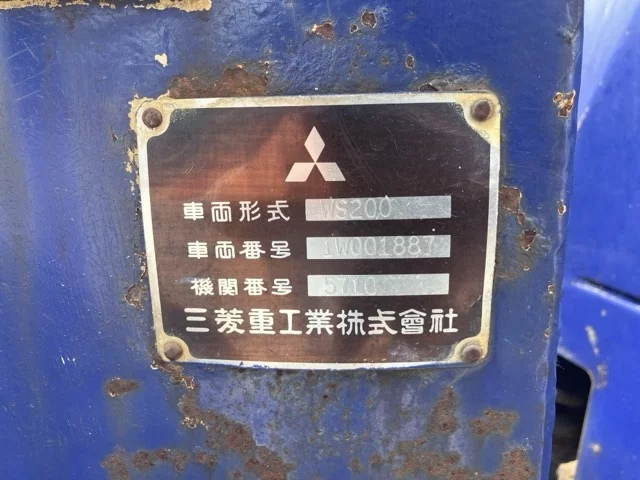 車両形式 WS200
車両番号 1W001887
機関番号 5710
三菱重工業株式會社